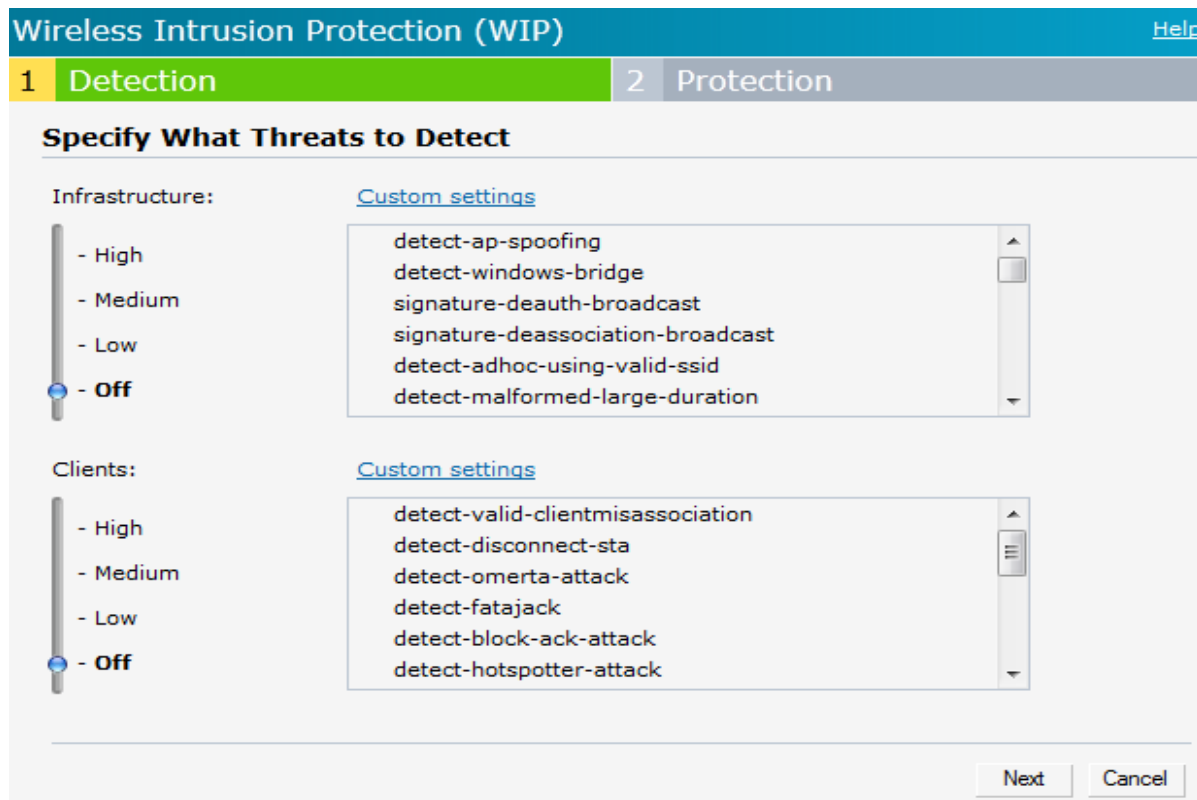 Wireless Intrusion Protection (WIP) Help
1 Detection 2 Protection
Specify What Threats to Detect
Infrastructure: Custom settings
- High
- Medium
- Low
- Off
detect-ap-spoofing
detect-windows-bridge
signature-deauth-broadcast
signature-deassociation-broadcast
detect-adhoc-using-valid-ssid
detect-malformed-large-duration
Clients: Custom settings
- High
- Medium
- Low
- Off
detect-valid-clientmisassociation
detect-disconnect-sta
detect-omerta-attack
detect-fatajack
detect-block-ack-attack
detect-hotspotter-attack
Next Cancel